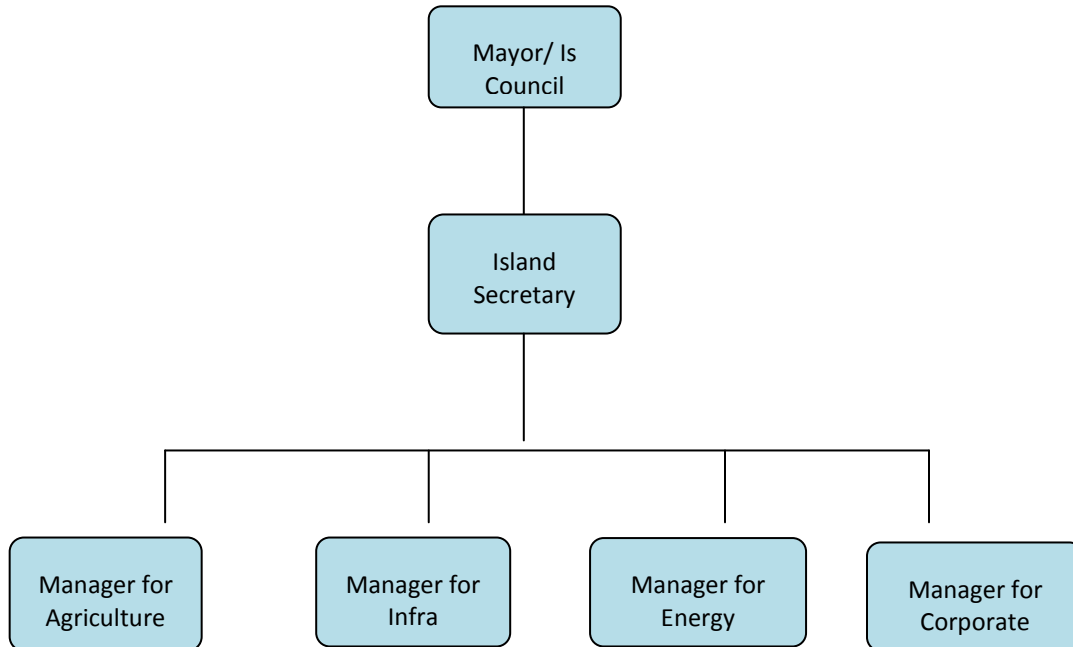 Mayor/ Is
Council
Island
Secretary
Manager for
Agriculture
Manager for
Infra
Manager for
Energy
Manager for
Corporate